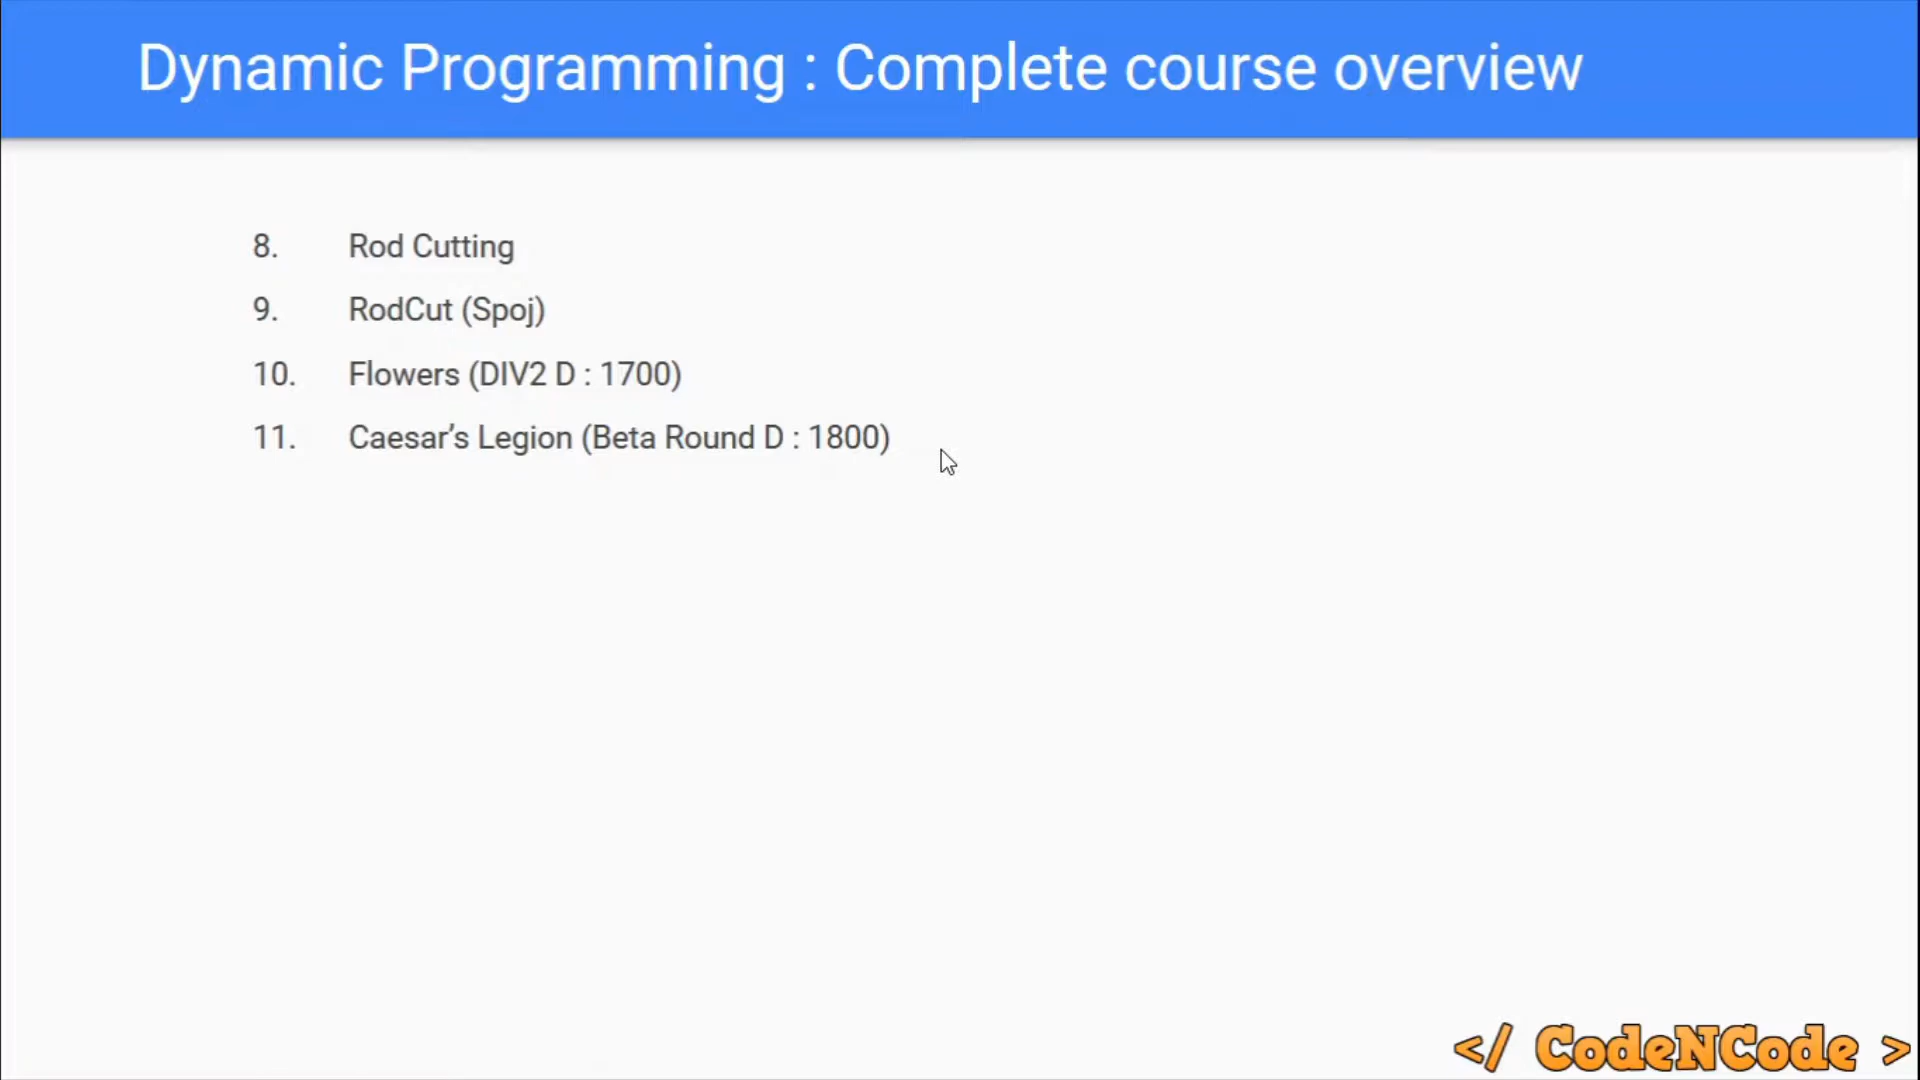 Dynamic Programming : Complete course overview
8. Rod Cutting
9. RodCut (Spoj)
10. Flowers (DIV2 D : 1700)
11. Caesar’s Legion (Beta Round D : 1800)
</ CodeNCode >